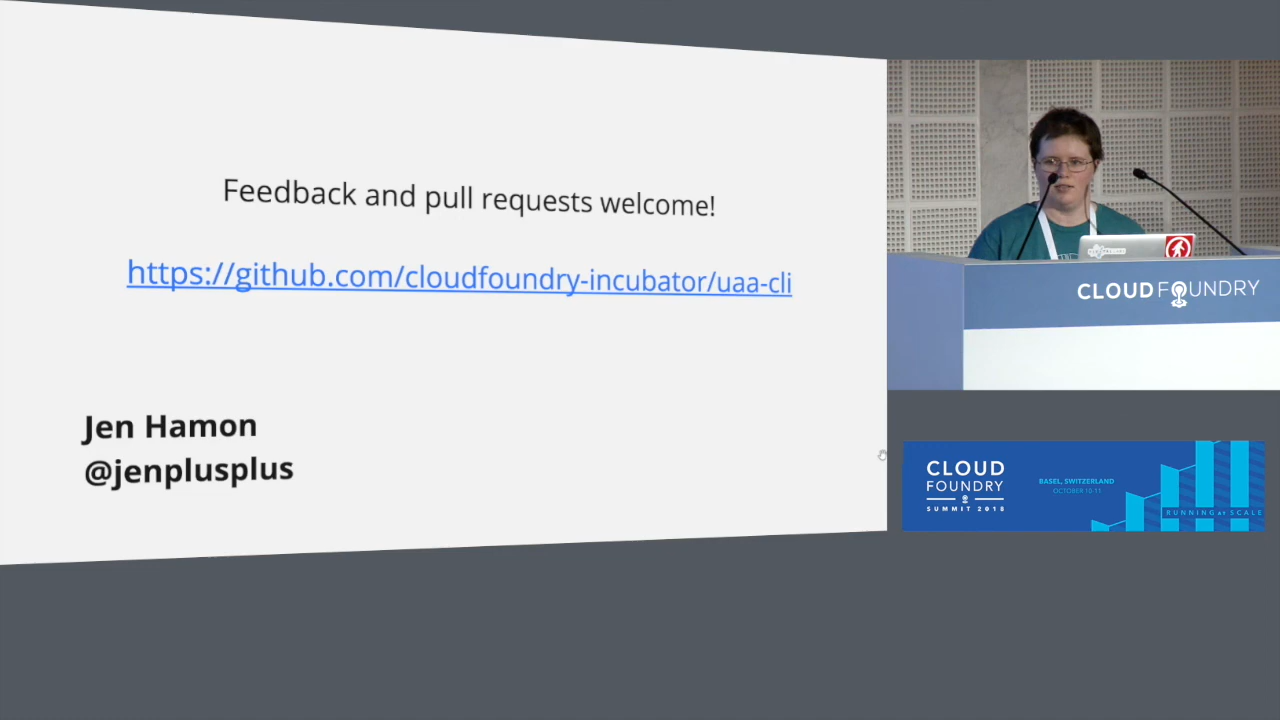 Feedback and pull requests welcome!
https://github.com/cloudfoundry-incubator/uaa-cli
Jen Hamon
@jenplusplus
CLOUD FOUNDRY
CLOUD
FOUNDRY
SUMMIT 2018
BASEL, SWITZERLAND
OCTOBER 10-11
RUNNING AT SCALE